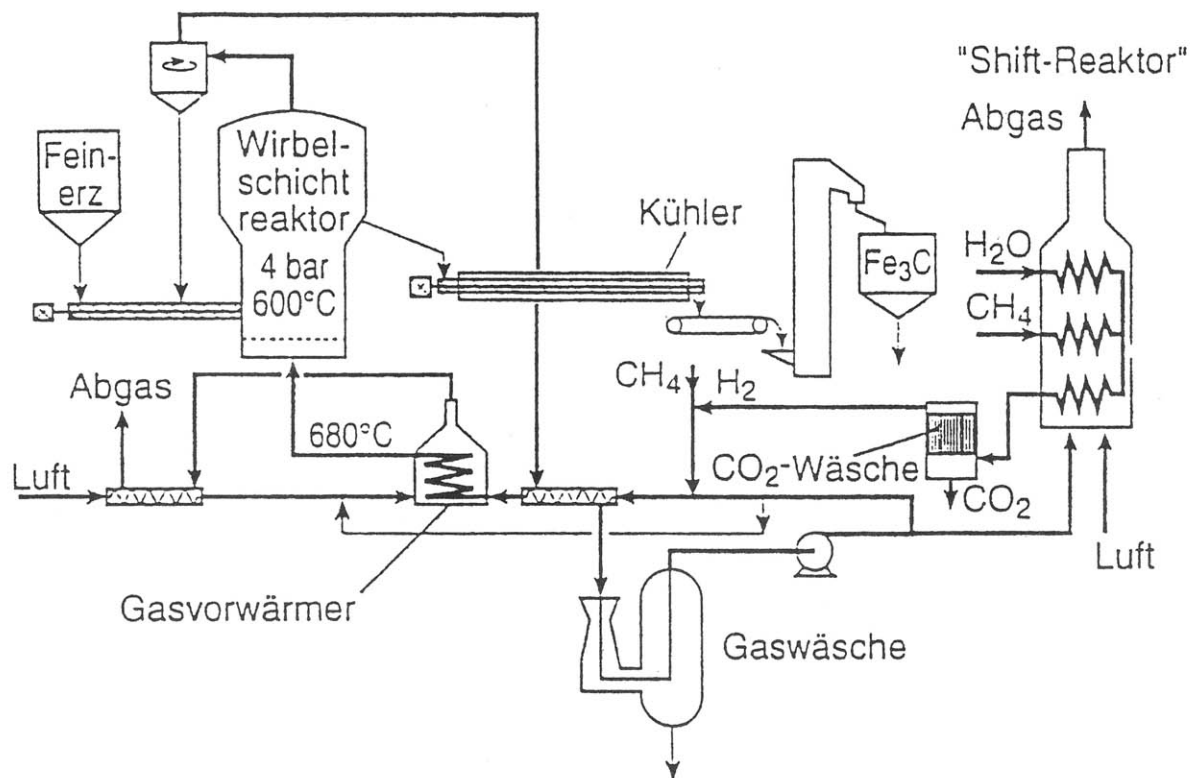 "Shift-Reaktor"
Abgas
Fein-
erz
Wirbel-
schicht
reaktor
4 bar
600°C
Kühler
Fe₃C
H₂O
CH₄
CH₄
H₂
Abgas
680°C
Luft
CO₂-Wäsche
CO₂
Luft
Gasvorwärmer
Gaswäsche